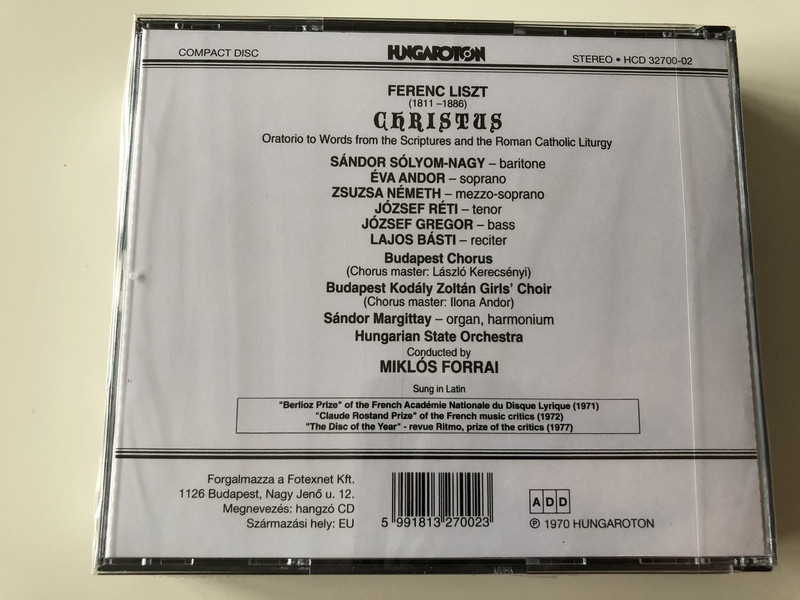 COMPACT DISC
HUNGAROTON
STEREO • HCD 32700-02
FERENC LISZT
(1811 –1886)
CHRISTUS
Oratorio to Words from the Scriptures and the Roman Catholic Liturgy
SÁNDOR SÓLYOM-NAGY – baritone
ÉVA ANDOR – soprano
ZSUZSA NÉMETH – mezzo-soprano
JÓZSEF RÉTI – tenor
JÓZSEF GREGOR – bass
LAJOS BÁSTI – reciter
Budapest Chorus
(Chorus master: László Kerecsényi)
Budapest Kodály Zoltán Girls' Choir
(Chorus master: Ilona Andor)
Sándor Margittay – organ, harmonium
Hungarian State Orchestra
Conducted by
MIKLÓS FORRAI
Sung in Latin
"Berlioz Prize" of the French Académie Nationale du Disque Lyrique (1971)
"Claude Rostand Prize" of the French music critics (1972)
"The Disc of the Year" - revue Ritmo, prize of the critics (1977)
Forgalmazza a Fotexnet Kft.
1126 Budapest, Nagy Jenő u. 12.
Megnevezés: hangzó CD
Származási hely: EU
5 991813 270023
ADD
℗ 1970 HUNGAROTON